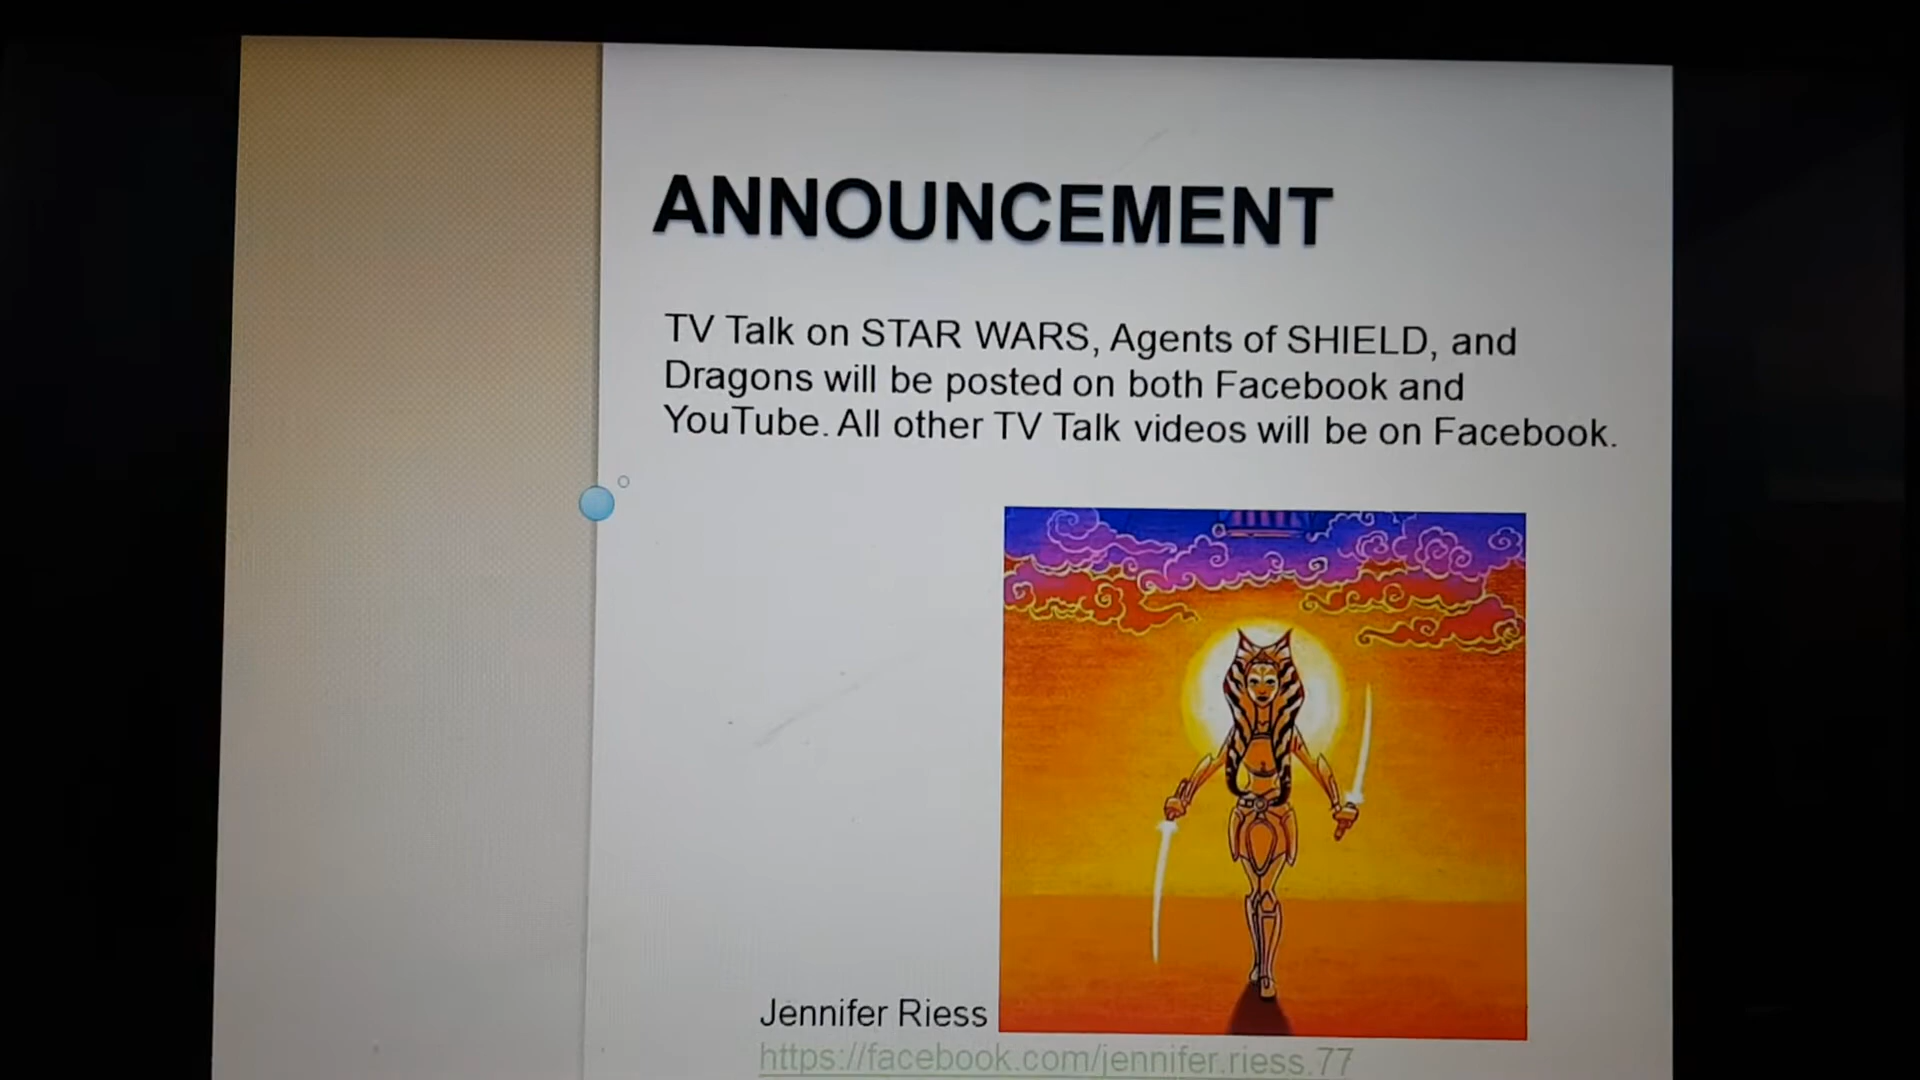 ANNOUNCEMENT
TV Talk on STAR WARS, Agents of SHIELD, and
Dragons will be posted on both Facebook and
YouTube. All other TV Talk videos will be on Facebook.
Jennifer Riess
https://facebook.com/jennifer.riess.77